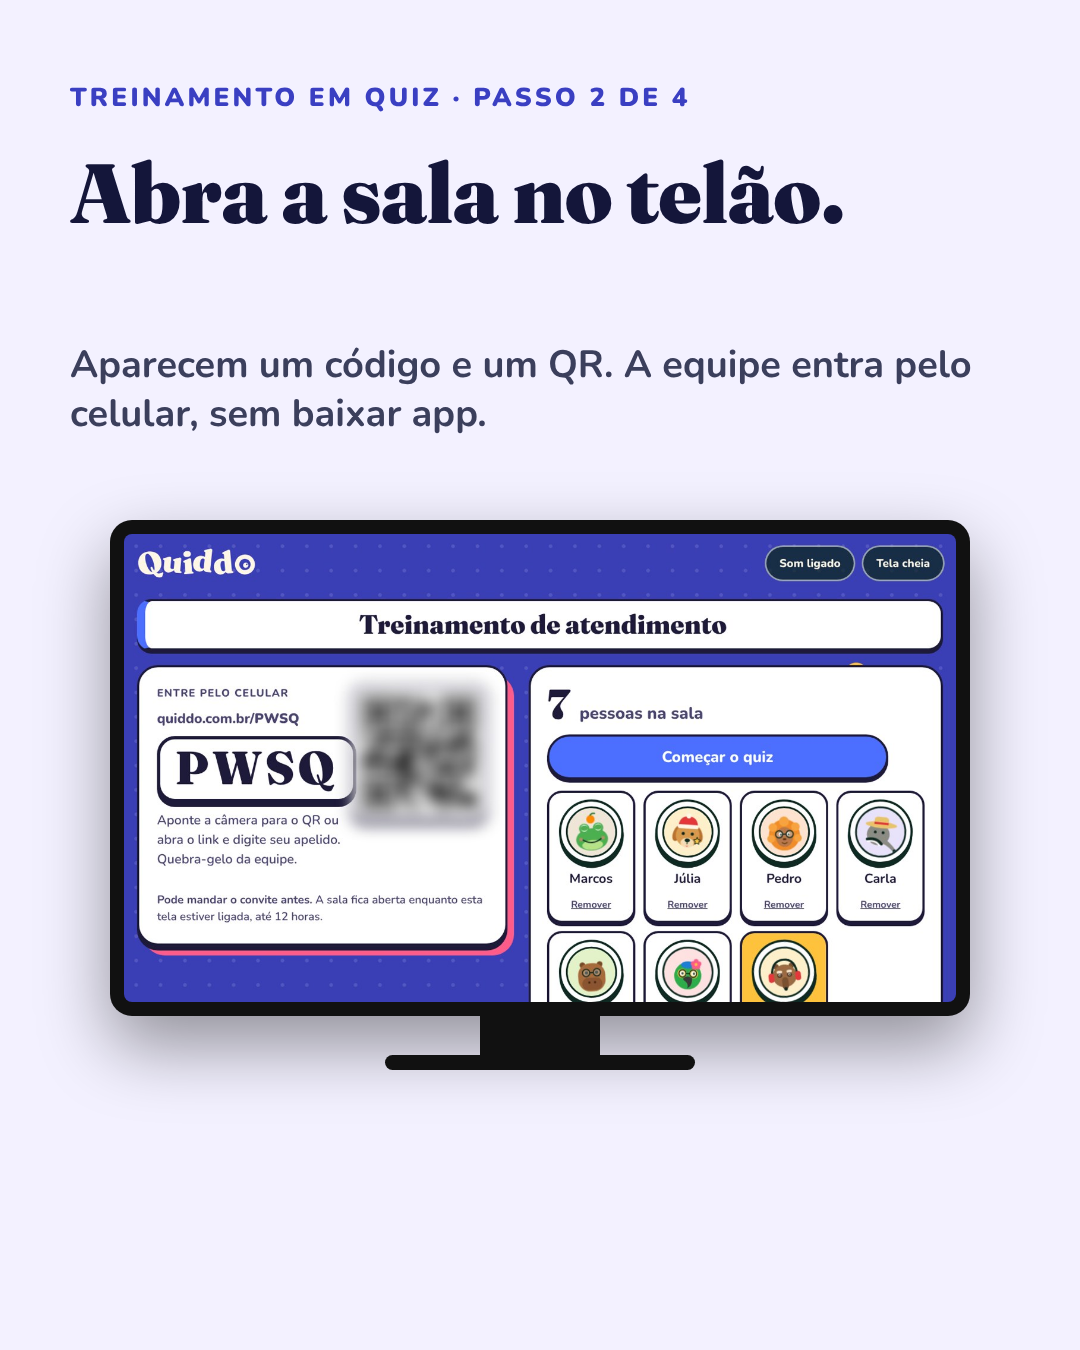 TREINAMENTO EM QUIZ · PASSO 2 DE 4
Abra a sala no telão.
Aparecem um código e um QR. A equipe entra pelo
celular, sem baixar app.
Quiddo
Som ligado
Tela cheia
Treinamento de atendimento
ENTRE PELO CELULAR
quiddo.com.br/PWSQ
PWSQ
Aponte a câmera para o QR ou
abra o link e digite seu apelido.
Quebra-gelo da equipe.
Pode mandar o convite antes. A sala fica aberta enquanto esta
tela estiver ligada, até 12 horas.
7 pessoas na sala
Começar o quiz
Marcos
Júlia
Pedro
Carla
Remover
Remover
Remover
Remover